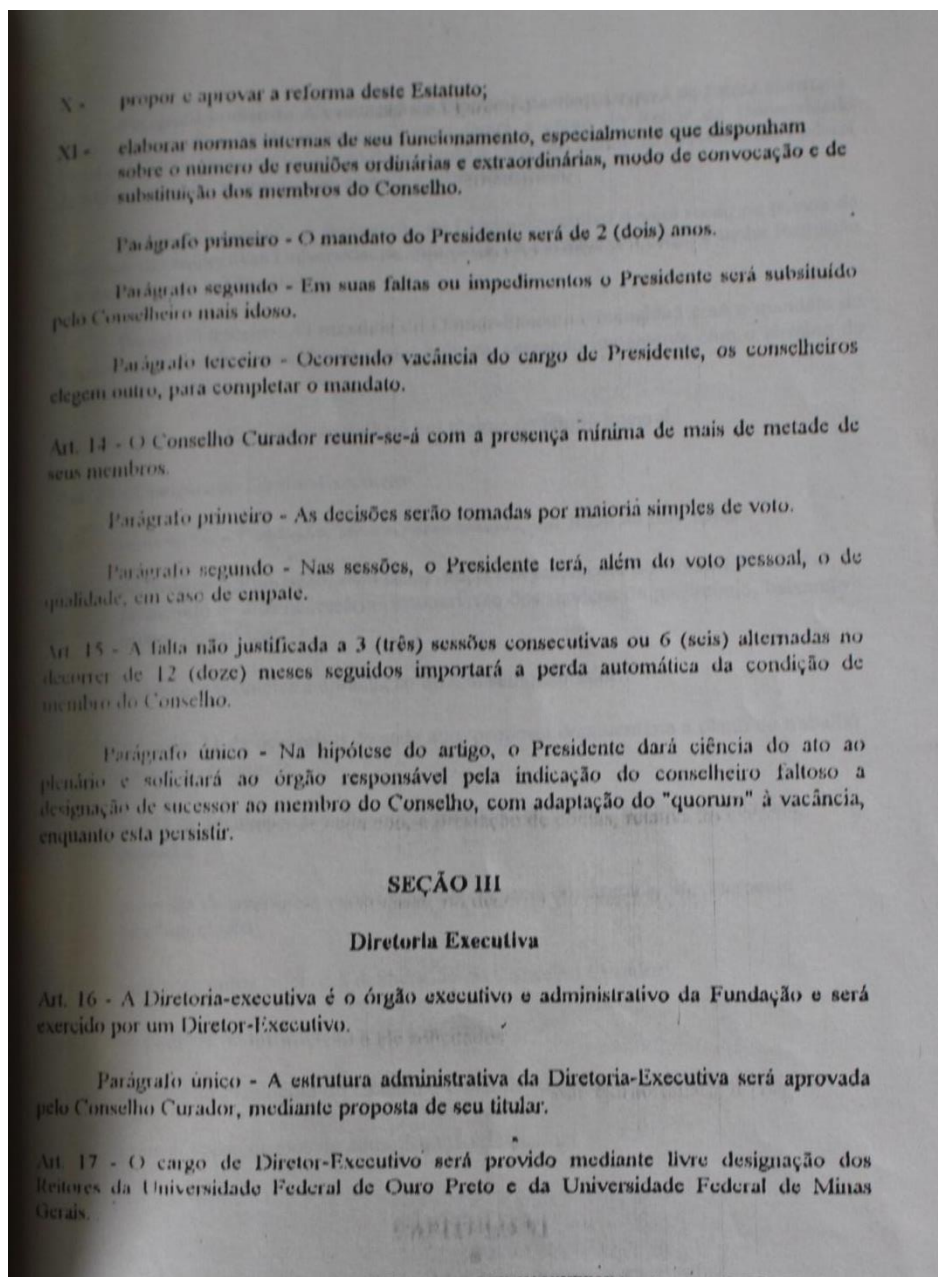 X - propor e aprovar a reforma deste Estatuto;
XI - elaborar normas internas de seu funcionamento, especialmente que disponham
sobre o número de reuniões ordinárias e extraordinárias, modo de convocação e de
substituição dos membros do Conselho.
Parágrafo primeiro - O mandato do Presidente será de 2 (dois) anos.
Parágrafo segundo - Em suas faltas ou impedimentos o Presidente será subsituído
pelo Conselheiro mais idoso.
Parágrafo terceiro - Ocorrendo vacância do cargo de Presidente, os conselheiros
elegem outro, para completar o mandato.
Art. 14 - O Conselho Curador reunir-se-á com a presença mínima de mais de metade de
seus membros.
Parágrafo primeiro - As decisões serão tomadas por maioria simples de voto.
Parágrafo segundo - Nas sessões, o Presidente terá, além do voto pessoal, o de
qualidade, em caso de empate.
Art. 15 - A falta não justificada a 3 (três) sessões consecutivas ou 6 (seis) alternadas no
decorrer de 12 (doze) meses seguidos importará a perda automática da condição de
membro do Conselho.
Parágrafo único - Na hipótese do artigo, o Presidente dará ciência do ato ao
plenário e solicitará ao órgão responsável pela indicação do conselheiro faltoso a
designação de sucessor ao membro do Conselho, com adaptação do "quorum" à vacância,
enquanto esta persistir.
SEÇÃO III
Diretoria Executiva
Art. 16 - A Diretoria-executiva é o órgão executivo e administrativo da Fundação e será
exercido por um Diretor-Executivo.
Parágrafo único - A estrutura administrativa da Diretoria-Executiva será aprovada
pelo Conselho Curador, mediante proposta de seu titular.
Art. 17 - O cargo de Diretor-Executivo será provido mediante livre designação dos
Reitores da Universidade Federal de Ouro Preto e da Universidade Federal de Minas
Gerais.